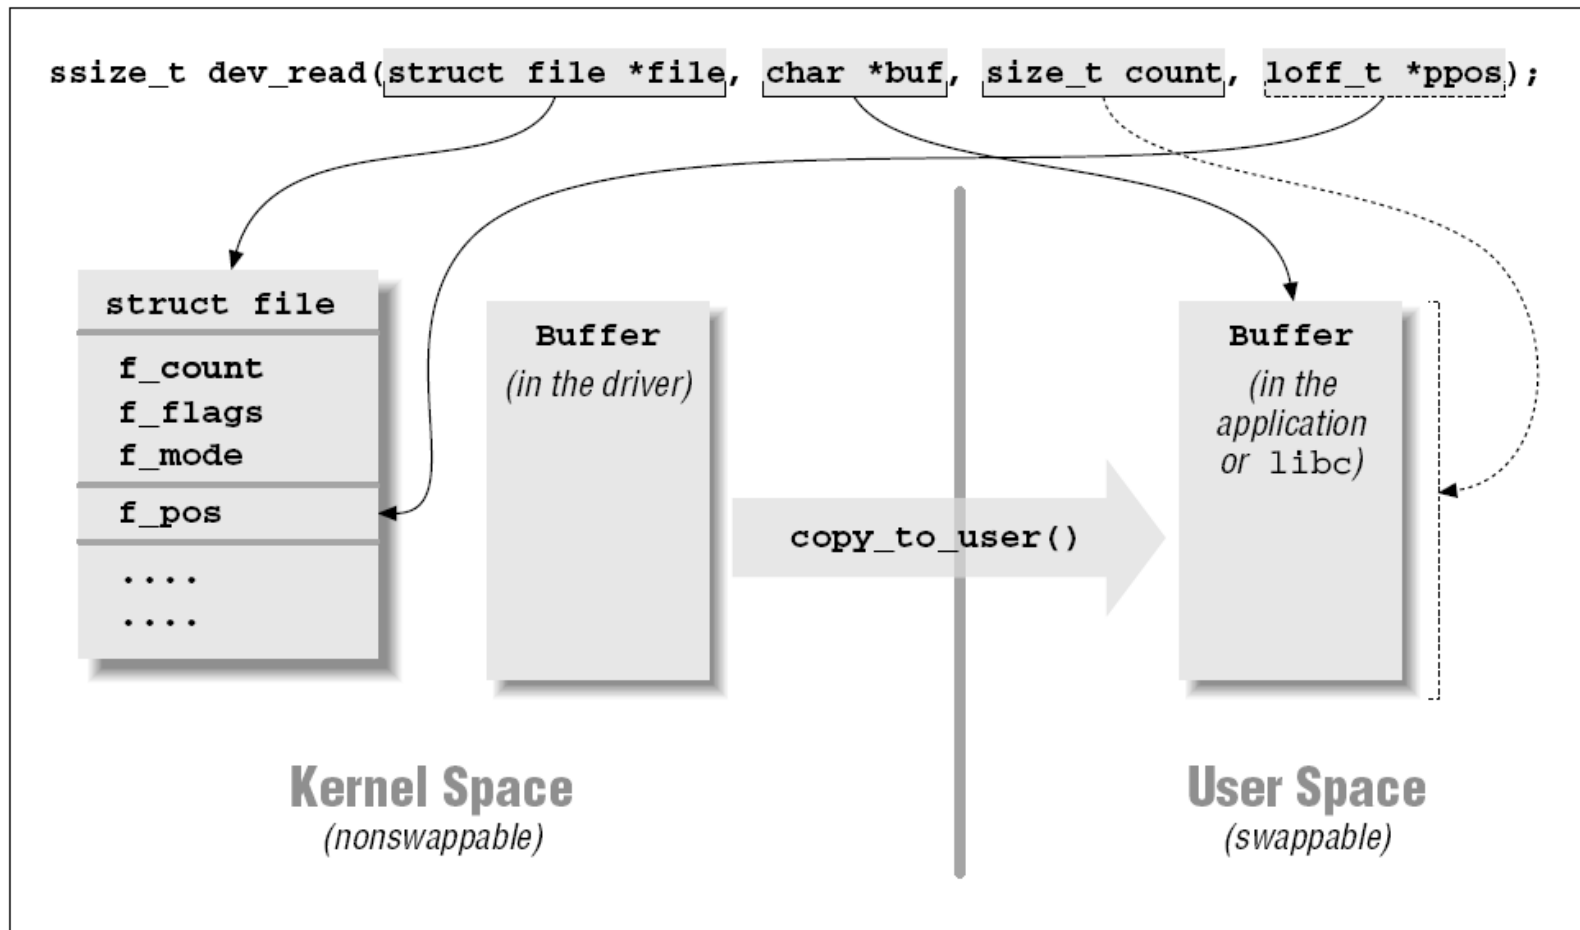 ssize_t dev_read(struct file *file, char *buf, size_t count, loff_t *ppos);
struct file
f_count
f_flags
f_mode
f_pos
....
....
Buffer
(in the driver)
copy_to_user()
Buffer
(in the
application
or libc)
Kernel Space
(nonswappable)
User Space
(swappable)